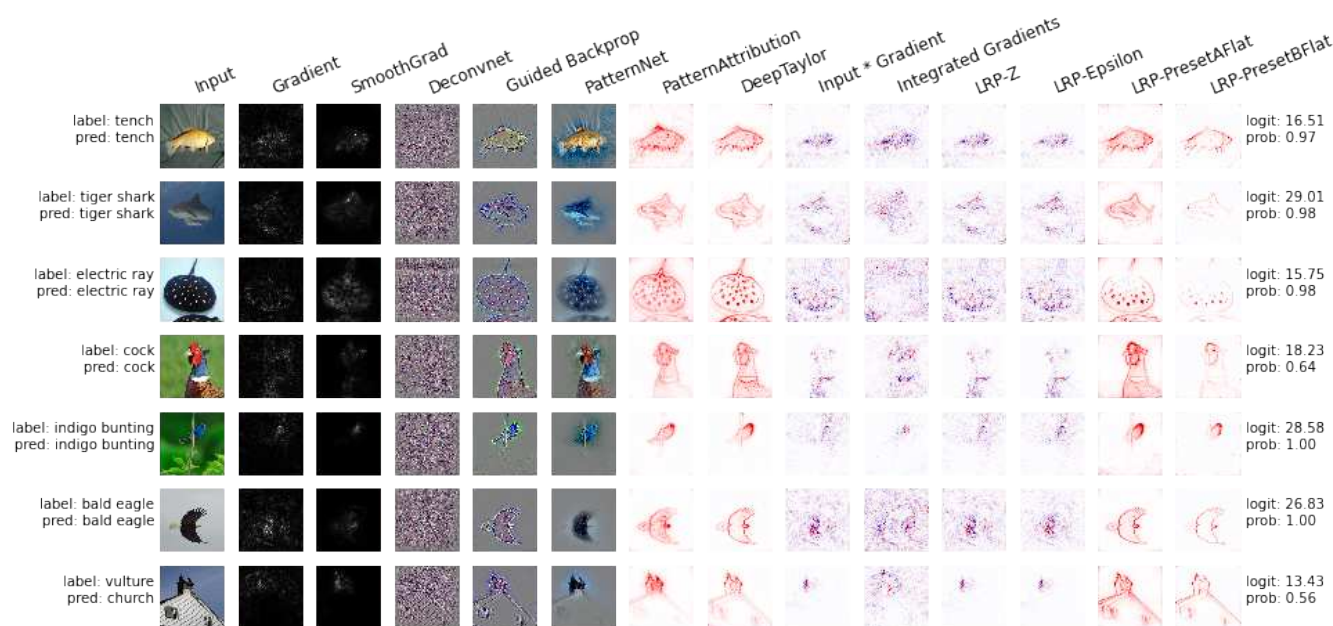 Input
Gradient
SmoothGrad
Deconvnet
Guided Backprop
PatternNet
PatternAttribution
DeepTaylor
Input * Gradient
Integrated Gradients
LRP-Z
LRP-Epsilon
LRP-PresetAFlat
LRP-PresetBFlat
label: tench
pred: tench
logit: 16.51
prob: 0.97
label: tiger shark
pred: tiger shark
logit: 29.01
prob: 0.98
label: electric ray
pred: electric ray
logit: 15.75
prob: 0.98
label: cock
pred: cock
logit: 18.23
prob: 0.64
label: indigo bunting
pred: indigo bunting
logit: 28.58
prob: 1.00
label: bald eagle
pred: bald eagle
logit: 26.83
prob: 1.00
label: vulture
pred: church
logit: 13.43
prob: 0.56